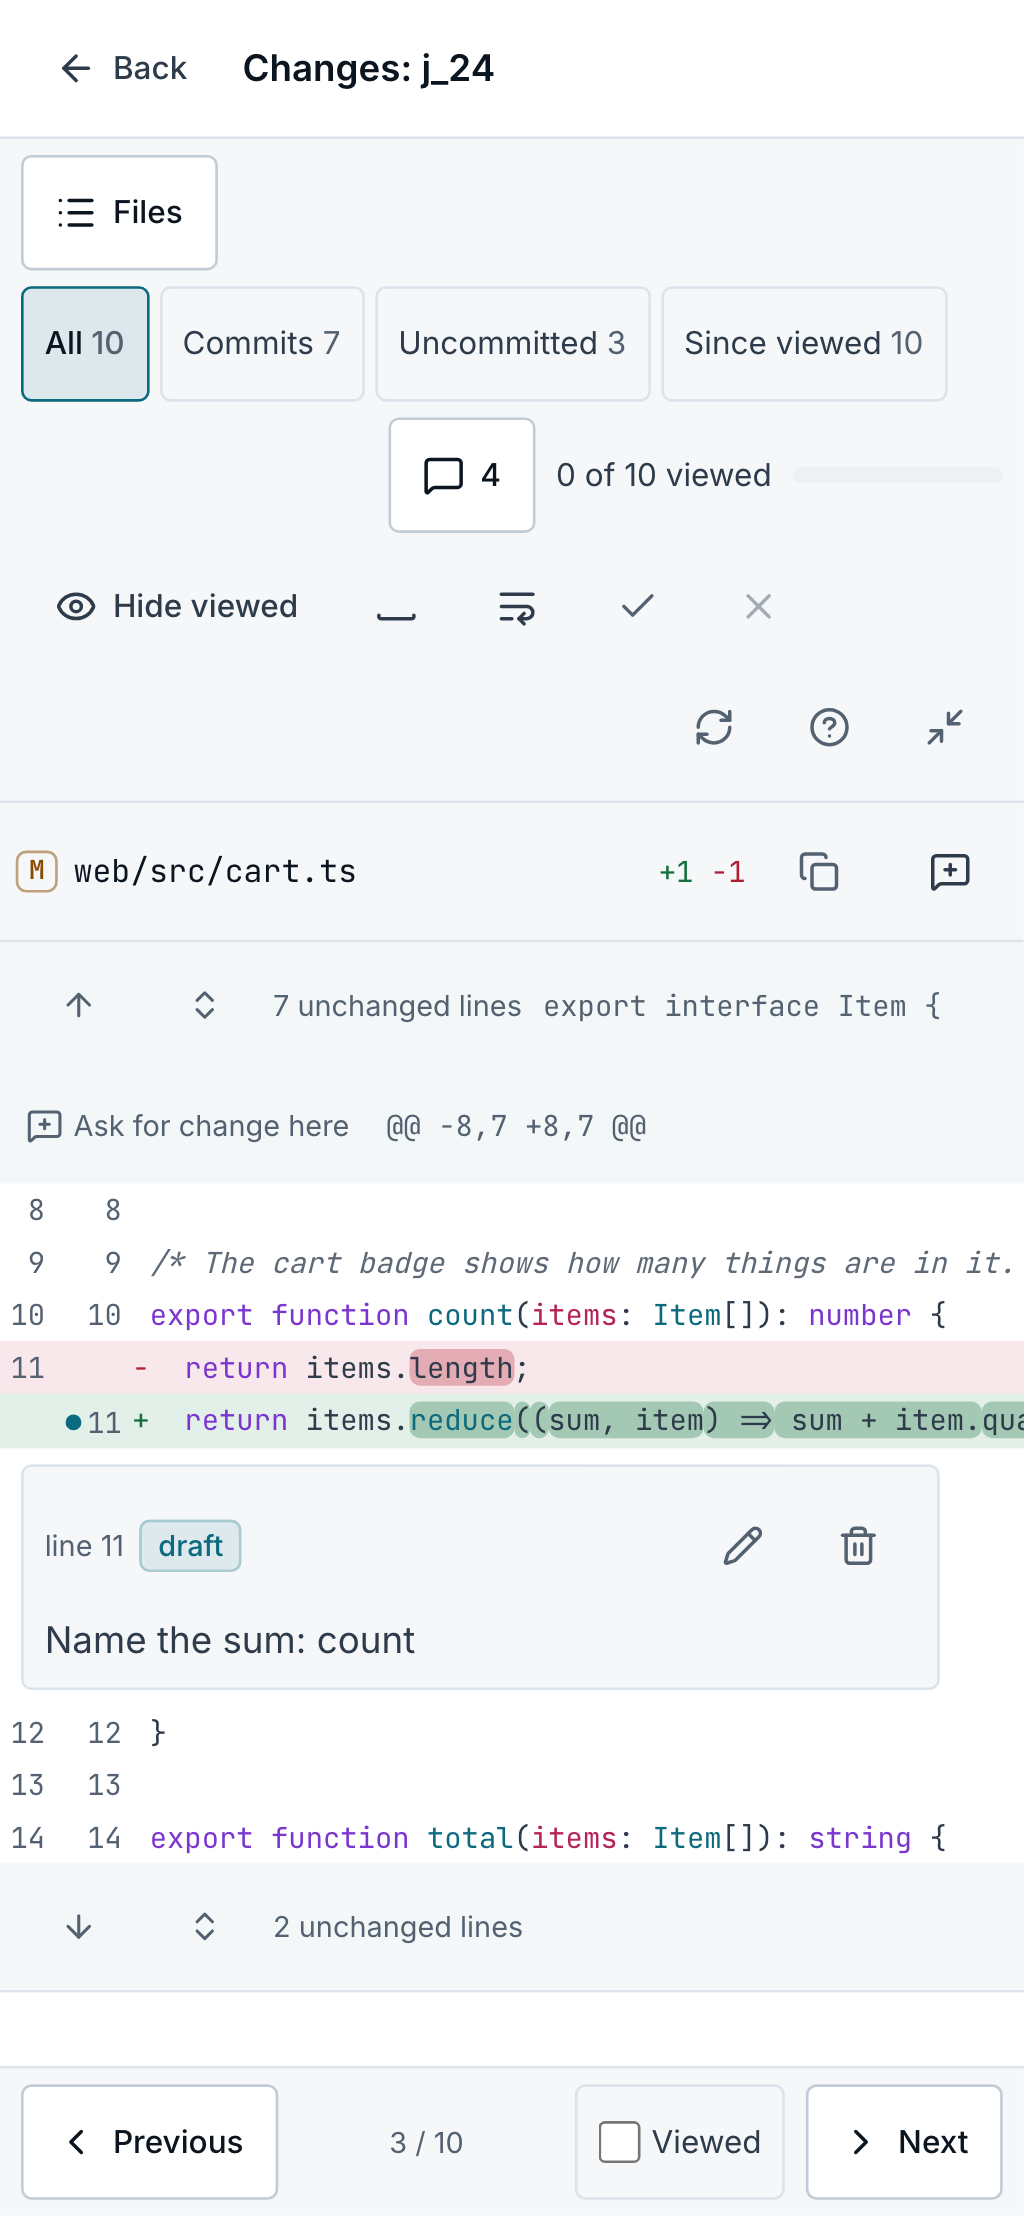 Back Changes: j_24
Files
All 10 Commits 7 Uncommitted 3 Since viewed 10
4 0 of 10 viewed
Hide viewed
M web/src/cart.ts +1 -1
7 unchanged lines export interface Item {
Ask for change here @@ -8,7 +8,7 @@
8 8
9 9 /* The cart badge shows how many things are in it.
10 10 export function count(items: Item[]): number {
11 - return items.length;
11 + return items.reduce((sum, item) => sum + item.qua
line 11 draft
Name the sum: count
12 12 }
13 13
14 14 export function total(items: Item[]): string {
2 unchanged lines
Previous 3 / 10 Viewed Next